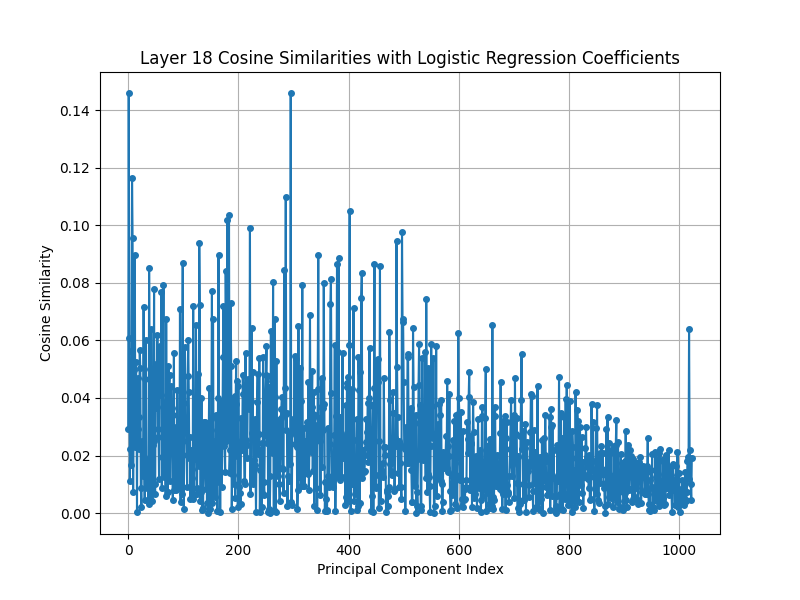 Layer 18 Cosine Similarities with Logistic Regression Coefficients
0.14
0.12
0.10
0.08
0.06
0.04
0.02
0.00
Cosine Similarity
0 200 400 600 800 1000
Principal Component Index